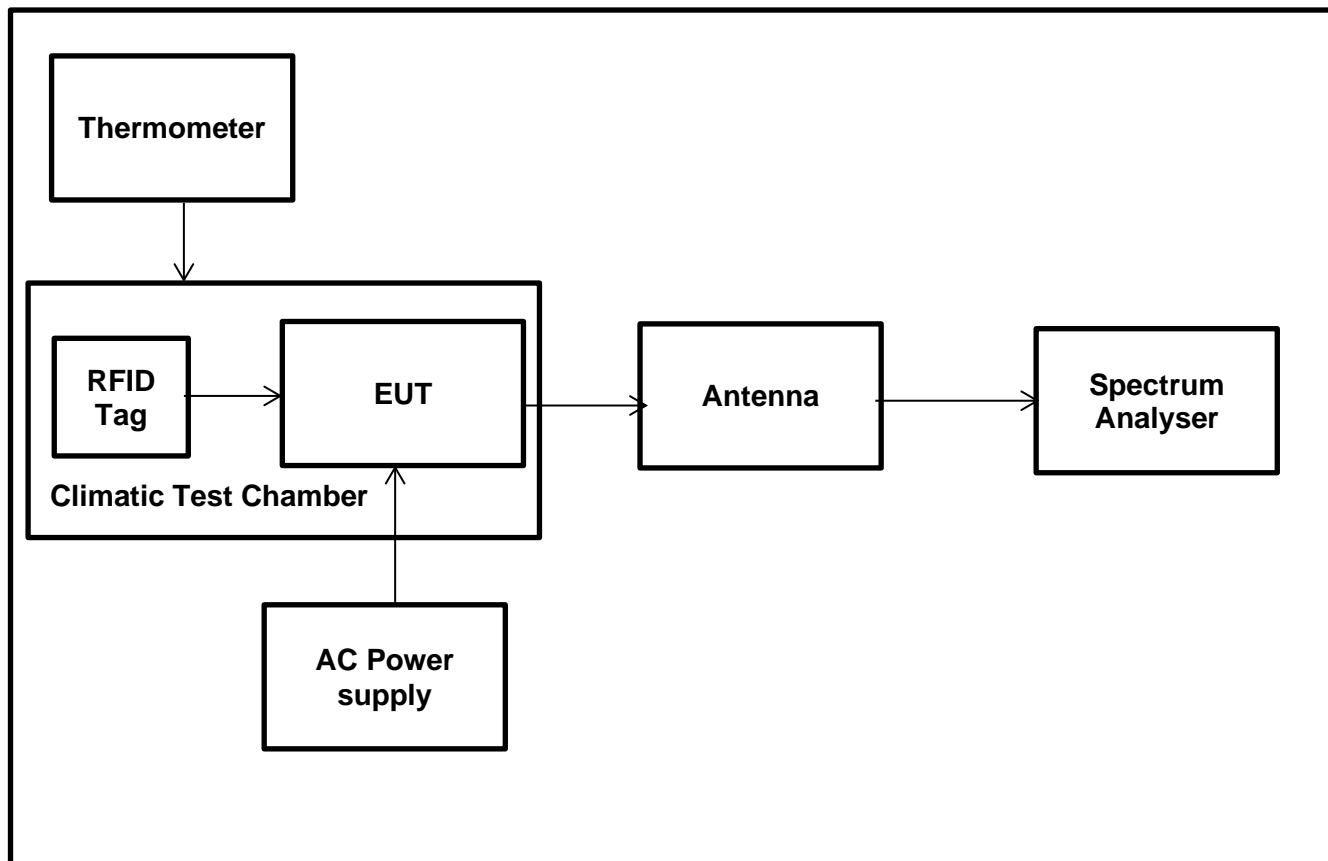 Thermometer
RFID
Tag
EUT
Antenna
Spectrum
Analyser
Climatic Test Chamber
AC Power
supply